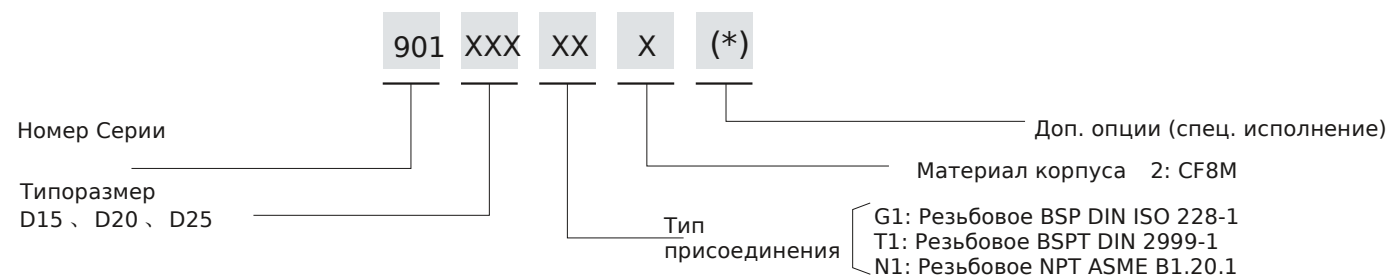 901 XXX XX X (*)
Номер Серии
Доп. опции (спец. исполнение)
Материал корпуса 2: CF8M
Типоразмер
D15 、 D20 、 D25
Тип
присоединения
G1: Резьбовое BSP DIN ISO 228-1
T1: Резьбовое BSPT DIN 2999-1
N1: Резьбовое NPT ASME B1.20.1